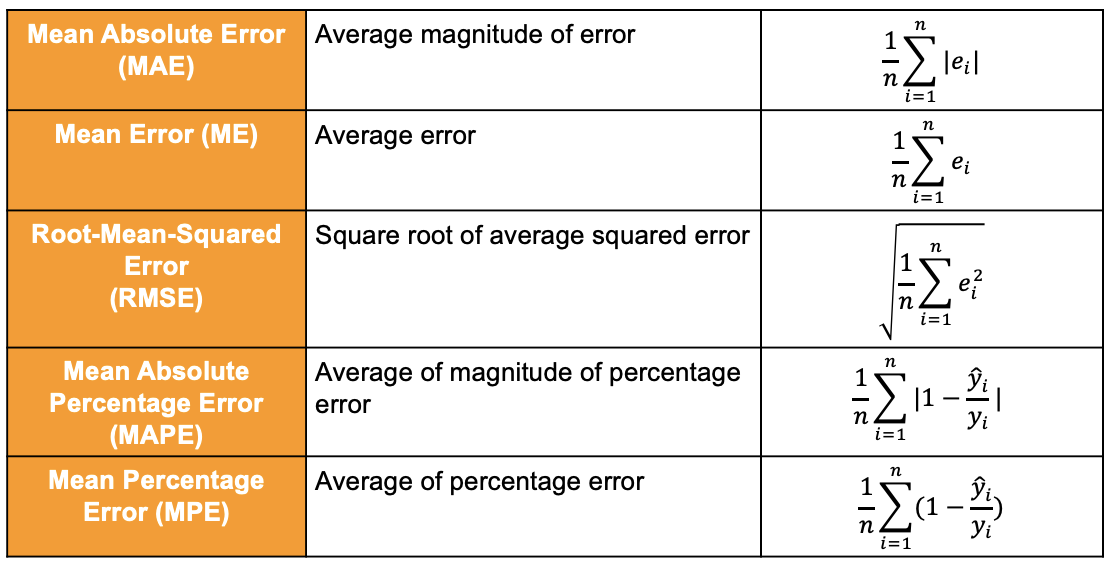 Mean Absolute Error
(MAE)
Average magnitude of error
$\frac{1}{n}\sum_{i=1}^{n}|e_i|$
Mean Error (ME)
Average error
$\frac{1}{n}\sum_{i=1}^{n}e_i$
Root-Mean-Squared
Error
(RMSE)
Square root of average squared error
$\sqrt{\frac{1}{n}\sum_{i=1}^{n}e_i^2}$
Mean Absolute
Percentage Error
(MAPE)
Average of magnitude of percentage
error
$\frac{1}{n}\sum_{i=1}^{n}|1-\frac{\hat{y}_i}{y_i}|$
Mean Percentage
Error (MPE)
Average of percentage error
$\frac{1}{n}\sum_{i=1}^{n}(1-\frac{\hat{y}_i}{y_i})$